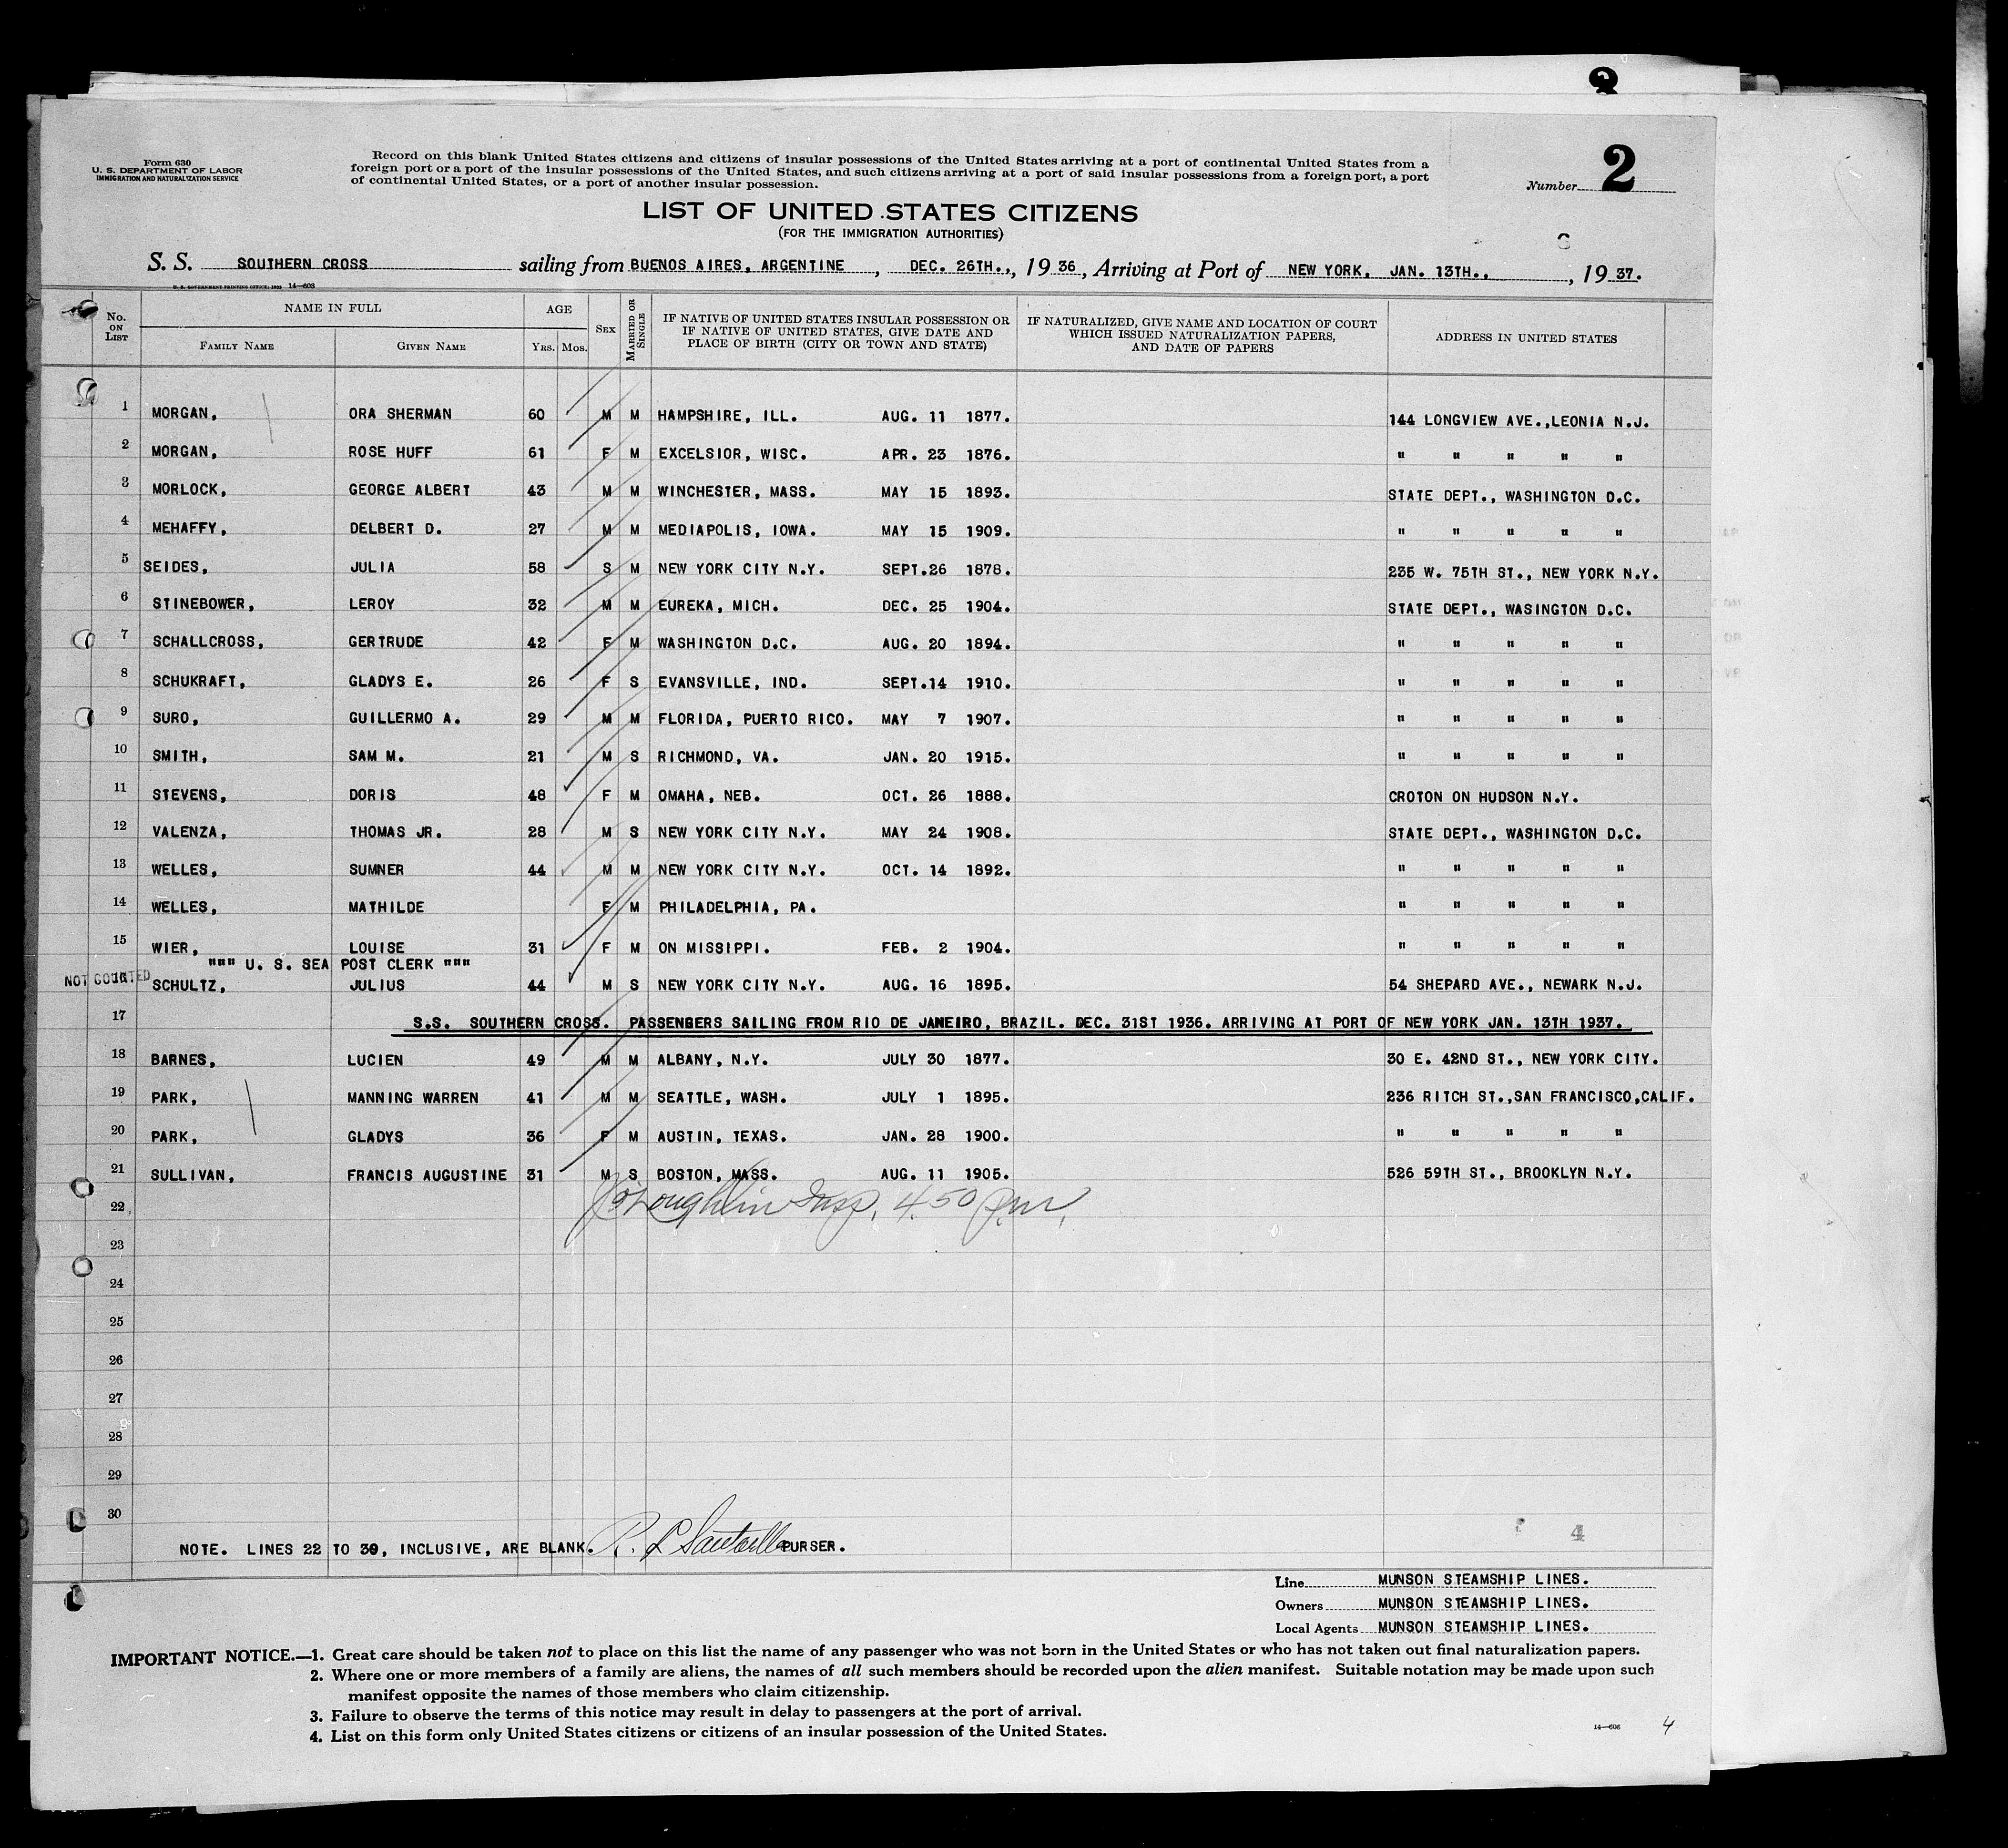 2
Form 630
U. S. DEPARTMENT OF LABOR
IMMIGRATION AND NATURALIZATION SERVICE
Record on this blank United States citizens and citizens of insular possessions of the United States arriving at a port of continental United States from a
foreign port or a port of the insular possessions of the United States, and such citizens arriving at a port of said insular possessions from a foreign port, a port
of continental United States, or a port of another insular possession.
Number 2
LIST OF UNITED STATES CITIZENS
(FOR THE IMMIGRATION AUTHORITIES)
S. S. SOUTHERN CROSS sailing from BUENOS AIRES, ARGENTINE, DEC. 26TH., 19 36, Arriving at Port of NEW YORK, JAN. 13TH., 19 37.
U. S. GOVERNMENT PRINTING OFFICE: 14—608
No. ON LIST NAME IN FULL FAMILY NAME GIVEN NAME AGE YRS. MOS. SEX MARRIED OR SINGLE IF NATIVE OF UNITED STATES INSULAR POSSESSION OR IF NATIVE OF UNITED STATES, GIVE DATE AND PLACE OF BIRTH (CITY OR TOWN AND STATE) IF NATURALIZED, GIVE NAME AND LOCATION OF COURT WHICH ISSUED NATURALIZATION PAPERS, AND DATE OF PAPERS ADDRESS IN UNITED STATES
1 MORGAN, ORA SHERMAN 60 M M HAMPSHIRE, ILL. AUG. 11 1877. 144 LONGVIEW AVE.,LEONIA N.J.
2 MORGAN, ROSE HUFF 61 F M EXCELSIOR, WISC. APR. 23 1876. " " " " "
3 MORLOCK, GEORGE ALBERT 43 M M WINCHESTER, MASS. MAY 15 1893. STATE DEPT., WASHINGTON D.C.
4 MEHAFFY, DELBERT D. 27 M M MEDIAPOLIS, IOWA. MAY 15 1909. " " " " "
5 SEIDES, JULIA 58 S M NEW YORK CITY N.Y. SEPT.26 1878. 235 W. 75TH ST., NEW YORK N.Y.
6 STINEBOWER, LEROY 32 M M EUREKA, MICH. DEC. 25 1904. STATE DEPT., WASINGTON D.C.
7 SCHALLCROSS, GERTRUDE 42 F M WASHINGTON D.C. AUG. 20 1894. " " " " "
8 SCHUKRAFT, GLADYS E. 26 F S EVANSVILLE, IND. SEPT.14 1910. " " " " "
9 SURO, GUILLERMO A. 29 M M FLORIDA, PUERTO RICO. MAY 7 1907. " " " " "
10 SMITH, SAM M. 21 M S RICHMOND, VA. JAN. 20 1915. " " " " "
11 STEVENS, DORIS 48 F M OMAHA, NEB. OCT. 26 1888. CROTON ON HUDSON N.Y.
12 VALENZA, THOMAS JR. 28 M S NEW YORK CITY N.Y. MAY 24 1908. STATE DEPT., WASHINGTON D.C.
13 WELLES, SUMNER 44 M M NEW YORK CITY N.Y. OCT. 14 1892. " " " " "
14 WELLES, MATHILDE F M PHILADELPHIA, PA. " " " " "
15 WIER, LOUISE 31 F M ON MISSIPPI. FEB. 2 1904. " " " " "
""" U. S. SEA POST CLERK """
NOT COUNTED 16 SCHULTZ, JULIUS 44 M S NEW YORK CITY N.Y. AUG. 16 1895. 54 SHEPARD AVE., NEWARK N.J.
17 S.S. SOUTHERN CROSS. PASSENGERS SAILING FROM RIO DE JANEIRO, BRAZIL. DEC. 31ST 1936. ARRIVING AT PORT OF NEW YORK JAN. 13TH 1937.
18 BARNES, LUCIEN 49 M M ALBANY, N.Y. JULY 30 1877. 30 E. 42ND ST., NEW YORK CITY.
19 PARK, MANNING WARREN 41 M M SEATTLE, WASH. JULY 1 1895. 236 RITCH ST.,SAN FRANCISCO,CALIF.
20 PARK, GLADYS 36 F M AUSTIN, TEXAS. JAN. 28 1900. " " " " "
21 SULLIVAN, FRANCIS AUGUSTINE 31 M S BOSTON, MASS. AUG. 11 1905. 526 59TH ST., BROOKLYN N.Y.
22 O'Loughlin Insp. 4.50 p.m.
23
24
25
26
27
28
29
30
4
NOTE. LINES 22 TO 30, INCLUSIVE, ARE BLANK. R. PURSER.
Line MUNSON STEAMSHIP LINES.
Owners MUNSON STEAMSHIP LINES.
Local Agents MUNSON STEAMSHIP LINES.
IMPORTANT NOTICE.—1. Great care should be taken not to place on this list the name of any passenger who was not born in the United States or who has not taken out final naturalization papers.
2. Where one or more members of a family are aliens, the names of all such members should be recorded upon the alien manifest. Suitable notation may be made upon such
manifest opposite the names of those members who claim citizenship.
3. Failure to observe the terms of this notice may result in delay to passengers at the port of arrival.
4. List on this form only United States citizens or citizens of an insular possession of the United States.
14—608 4